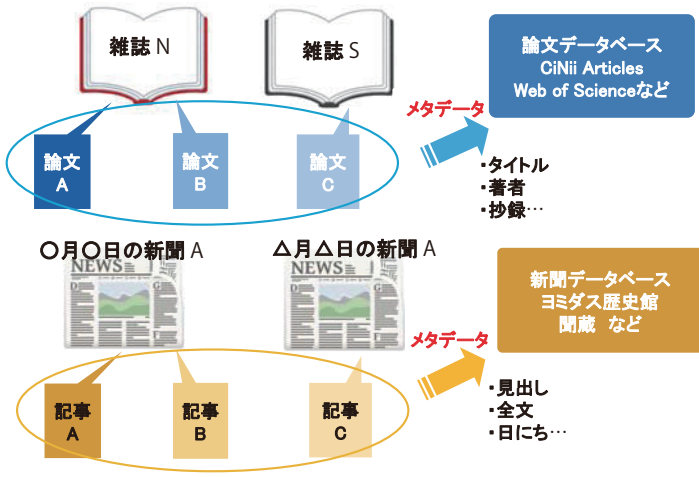 雑誌 N
雑誌 S
論文データベース
CiNii Articles
Web of Scienceなど
メタデータ
論文
A
論文
B
論文
C
・タイトル
・著者
・抄録…
〇月〇日の新聞 A
△月△日の新聞 A
NEWS
D
G
NEWS
D
G
新聞データベース
ヨミダス歴史館
聞蔵 など
メタデータ
記事
A
記事
B
記事
C
・見出し
・全文
・日にち…